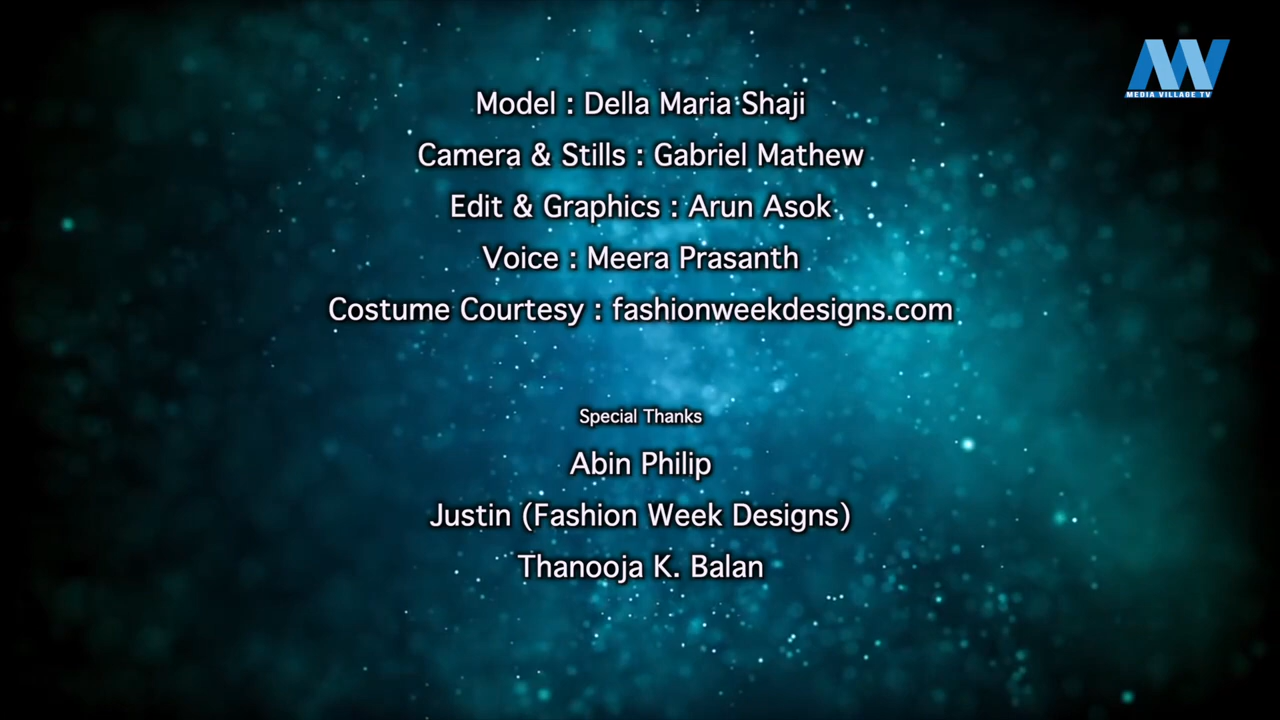 MEDIA VILLAGE TV
Model : Della Maria Shaji
Camera & Stills : Gabriel Mathew
Edit & Graphics : Arun Asok
Voice : Meera Prasanth
Costume Courtesy : fashionweekdesigns.com
Special Thanks
Abin Philip
Justin (Fashion Week Designs)
Thanooja K. Balan